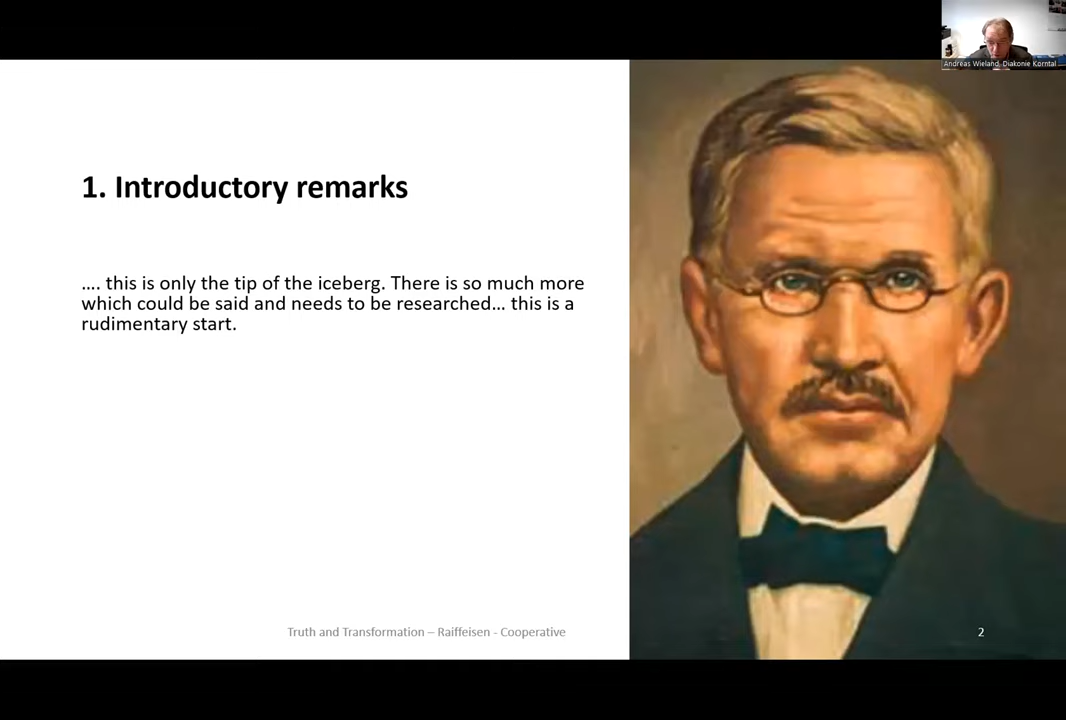 Andreas Wieland, Diakonie Korntal
1. Introductory remarks
…. this is only the tip of the iceberg. There is so much more
which could be said and needs to be researched… this is a
rudimentary start.
Truth and Transformation – Raiffeisen - Cooperative
2